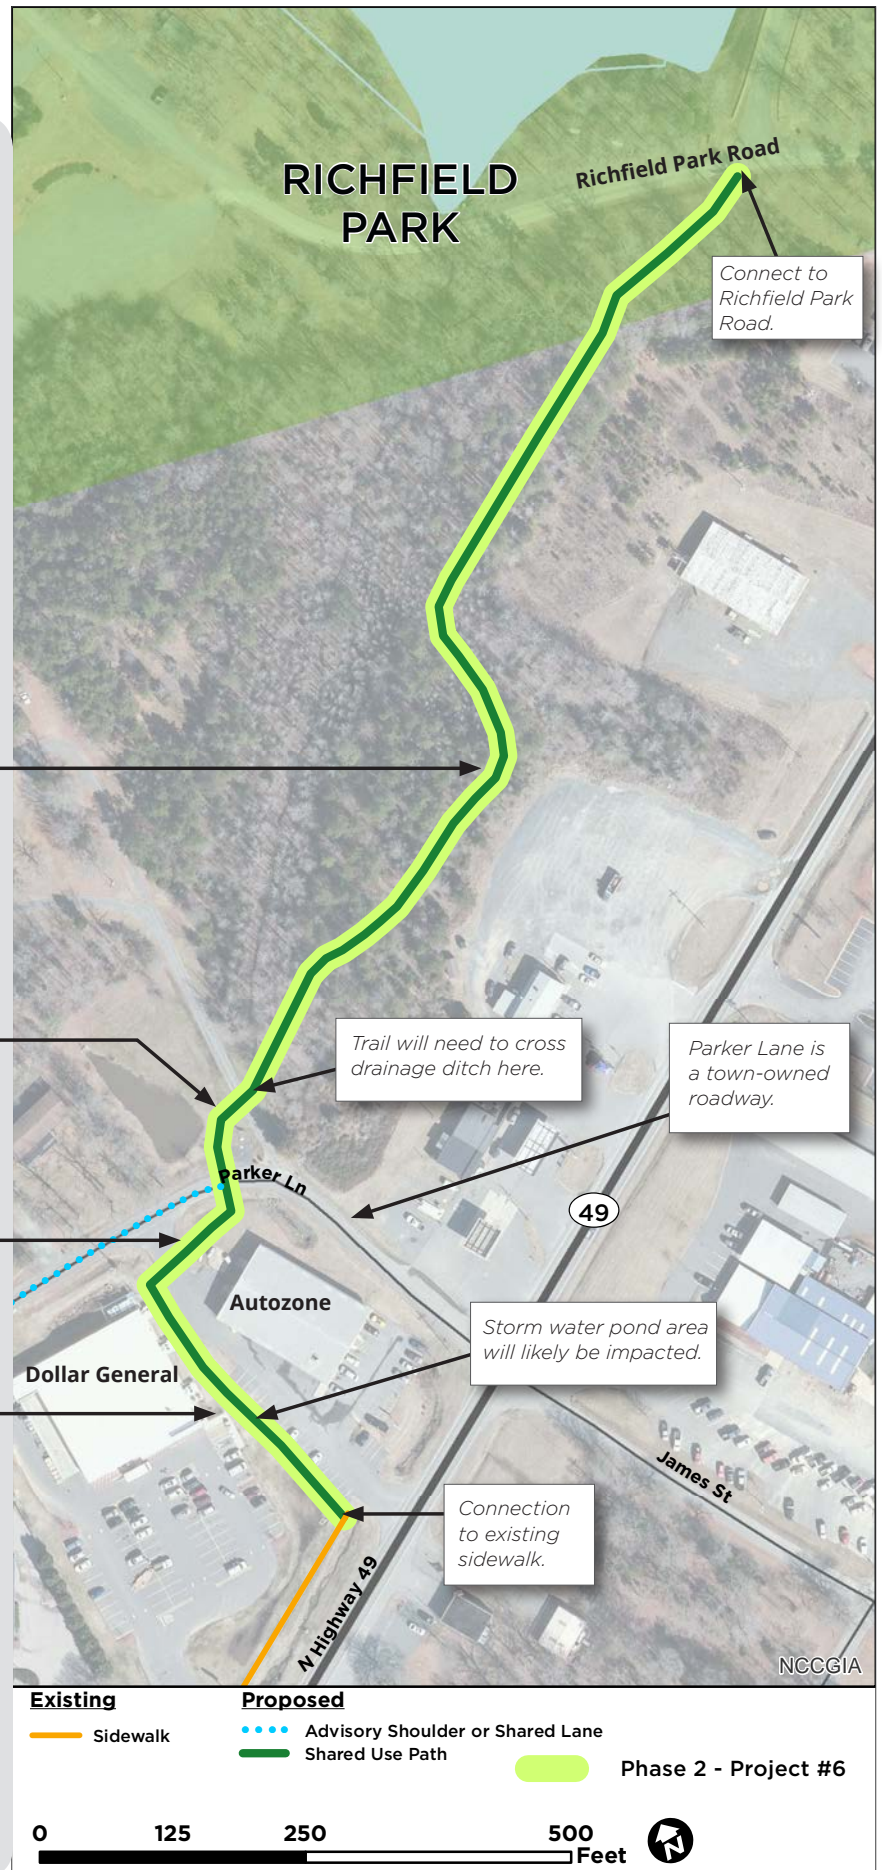 RICHFIELD
PARK
Richfield Park Road
Connect to
Richfield Park
Road.
Trail will need to cross
drainage ditch here.
Parker Lane is
a town-owned
roadway.
Parker Ln
49
Autozone
Storm water pond area
will likely be impacted.
Dollar General
James St
Connection
to existing
sidewalk.
N Highway 49
NCCGIA
Existing
Proposed
Sidewalk
Advisory Shoulder or Shared Lane
Shared Use Path
Phase 2 - Project #6
0 125 250 500
Feet
N